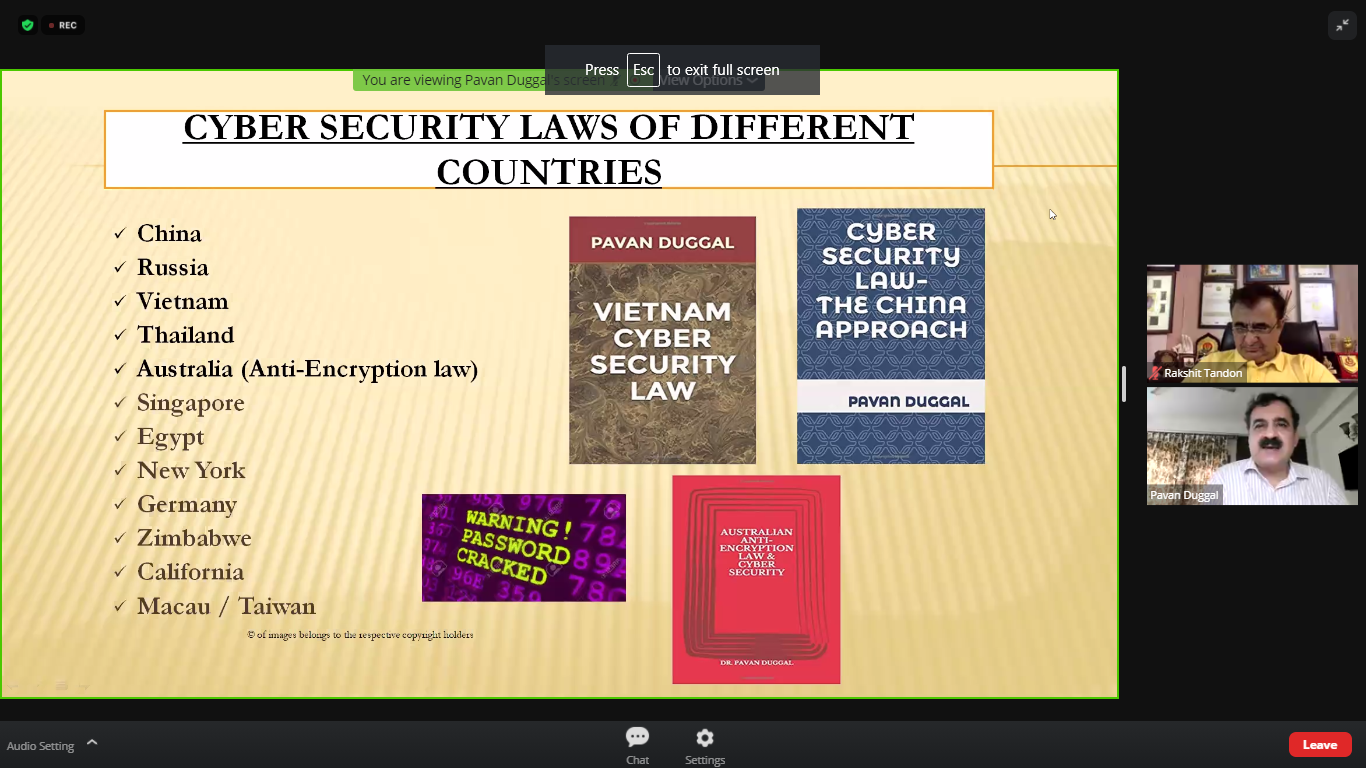 REC
Press Esc to exit full screen
You are viewing Pavan Duggal's screen
View Options
CYBER SECURITY LAWS OF DIFFERENT
COUNTRIES
China
Russia
Vietnam
Thailand
Australia (Anti-Encryption law)
Singapore
Egypt
New York
Germany
Zimbabwe
California
Macau / Taiwan
© of images belongs to the respective copyright holders
PAVAN DUGGAL
VIETNAM
CYBER
SECURITY
LAW
CYBER
SECURITY
LAW-
THE CHINA
APPROACH
PAVAN DUGGAL
WARNING!
PASSWORD
CRACKED
AUSTRALIAN
ANTI-
ENCRYPTION
LAW &
CYBER
SECURITY
DR. PAVAN DUGGAL
Rakshit Tandon
Pavan Duggal
Audio Setting
Chat
Settings
Leave